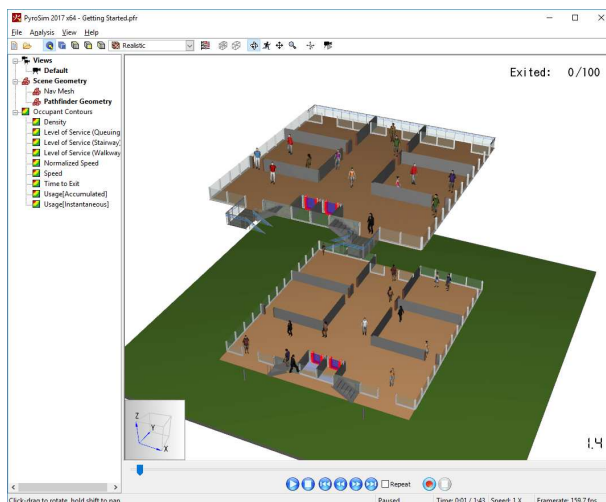 PyroSim 2017 x64 - Getting Started.pfr
File Analysis View Help
Realistic
Views
Default
Scene Geometry
Nav Mesh
Pathfinder Geometry
Occupant Contours
Density
Level of Service (Queuing
Level of Service (Stairway)
Level of Service (Walkway
Normalized Speed
Speed
Time to Exit
Usage[Accumulated]
Usage[Instantaneous]
Exited: 0/100
Z
Y
X
1.4
Repeat
Click-drag to rotate, hold shift to pan
Paused Time: 0:01 / 1:43 Speed: 1 X Framerate: 159.7 fps